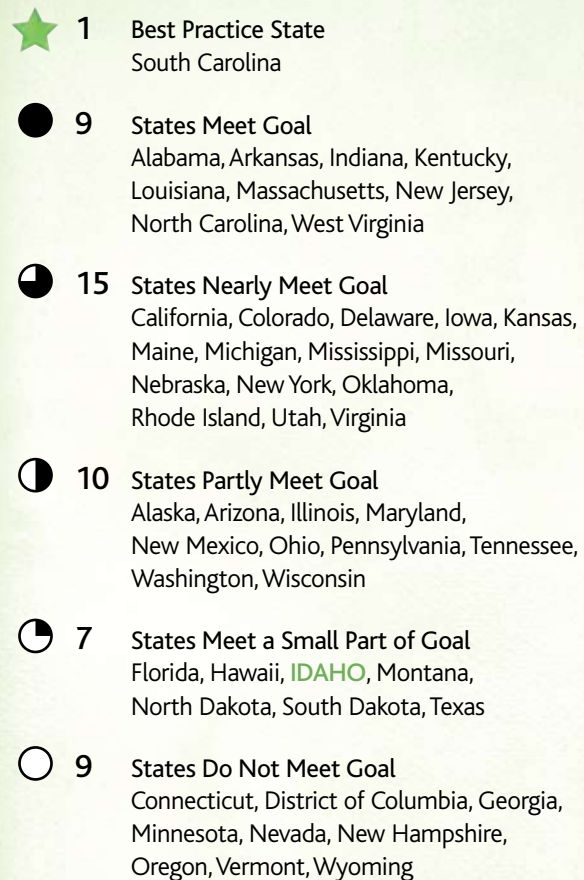 1 Best Practice State
South Carolina
9 States Meet Goal
Alabama, Arkansas, Indiana, Kentucky,
Louisiana, Massachusetts, New Jersey,
North Carolina, West Virginia
15 States Nearly Meet Goal
California, Colorado, Delaware, Iowa, Kansas,
Maine, Michigan, Mississippi, Missouri,
Nebraska, New York, Oklahoma,
Rhode Island, Utah, Virginia
10 States Partly Meet Goal
Alaska, Arizona, Illinois, Maryland,
New Mexico, Ohio, Pennsylvania, Tennessee,
Washington, Wisconsin
7 States Meet a Small Part of Goal
Florida, Hawaii, IDAHO, Montana,
North Dakota, South Dakota, Texas
9 States Do Not Meet Goal
Connecticut, District of Columbia, Georgia,
Minnesota, Nevada, New Hampshire,
Oregon, Vermont, Wyoming